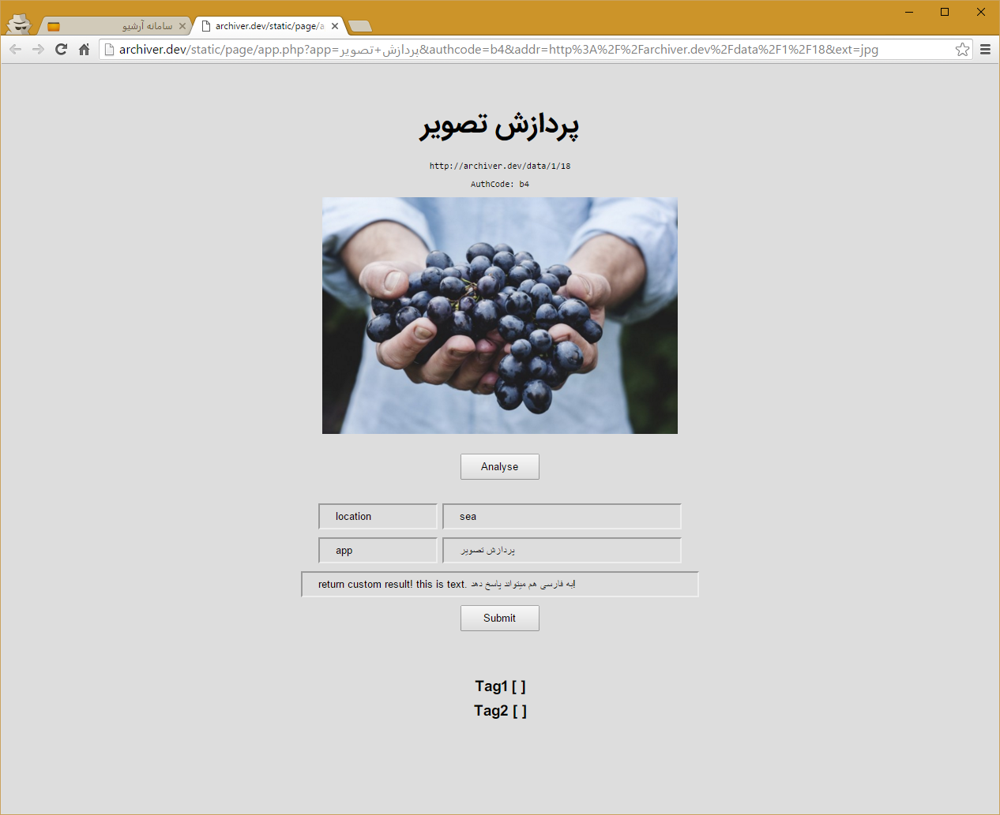 سامانه آرشیو
archiver.dev/static/page/a
archiver.dev/static/page/app.php?app=پردازش+تصویر&authcode=b4&addr=http%3A%2F%2Farchiver.dev%2Fdata%2F1%2F18&ext=jpg
پردازش تصویر
http://archiver.dev/data/1/18
AuthCode: b4
Analyse
location sea
app پردازش تصویر
return custom result! this is text. به فارسی هم میتواند پاسخ دهد!
Submit
Tag1 [ ]
Tag2 [ ]